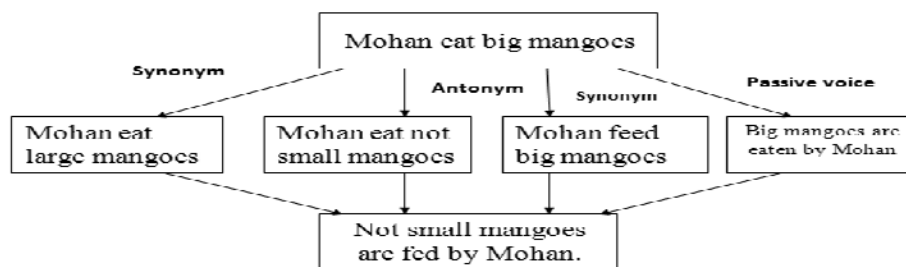 Mohan eat big mangoes
Synonym
Antonym
Synonym
Passive voice
Mohan eat
large mangoes
Mohan eat not
small mangoes
Mohan feed
big mangoes
Big mangoes are
eaten by Mohan
Not small mangoes
are fed by Mohan.